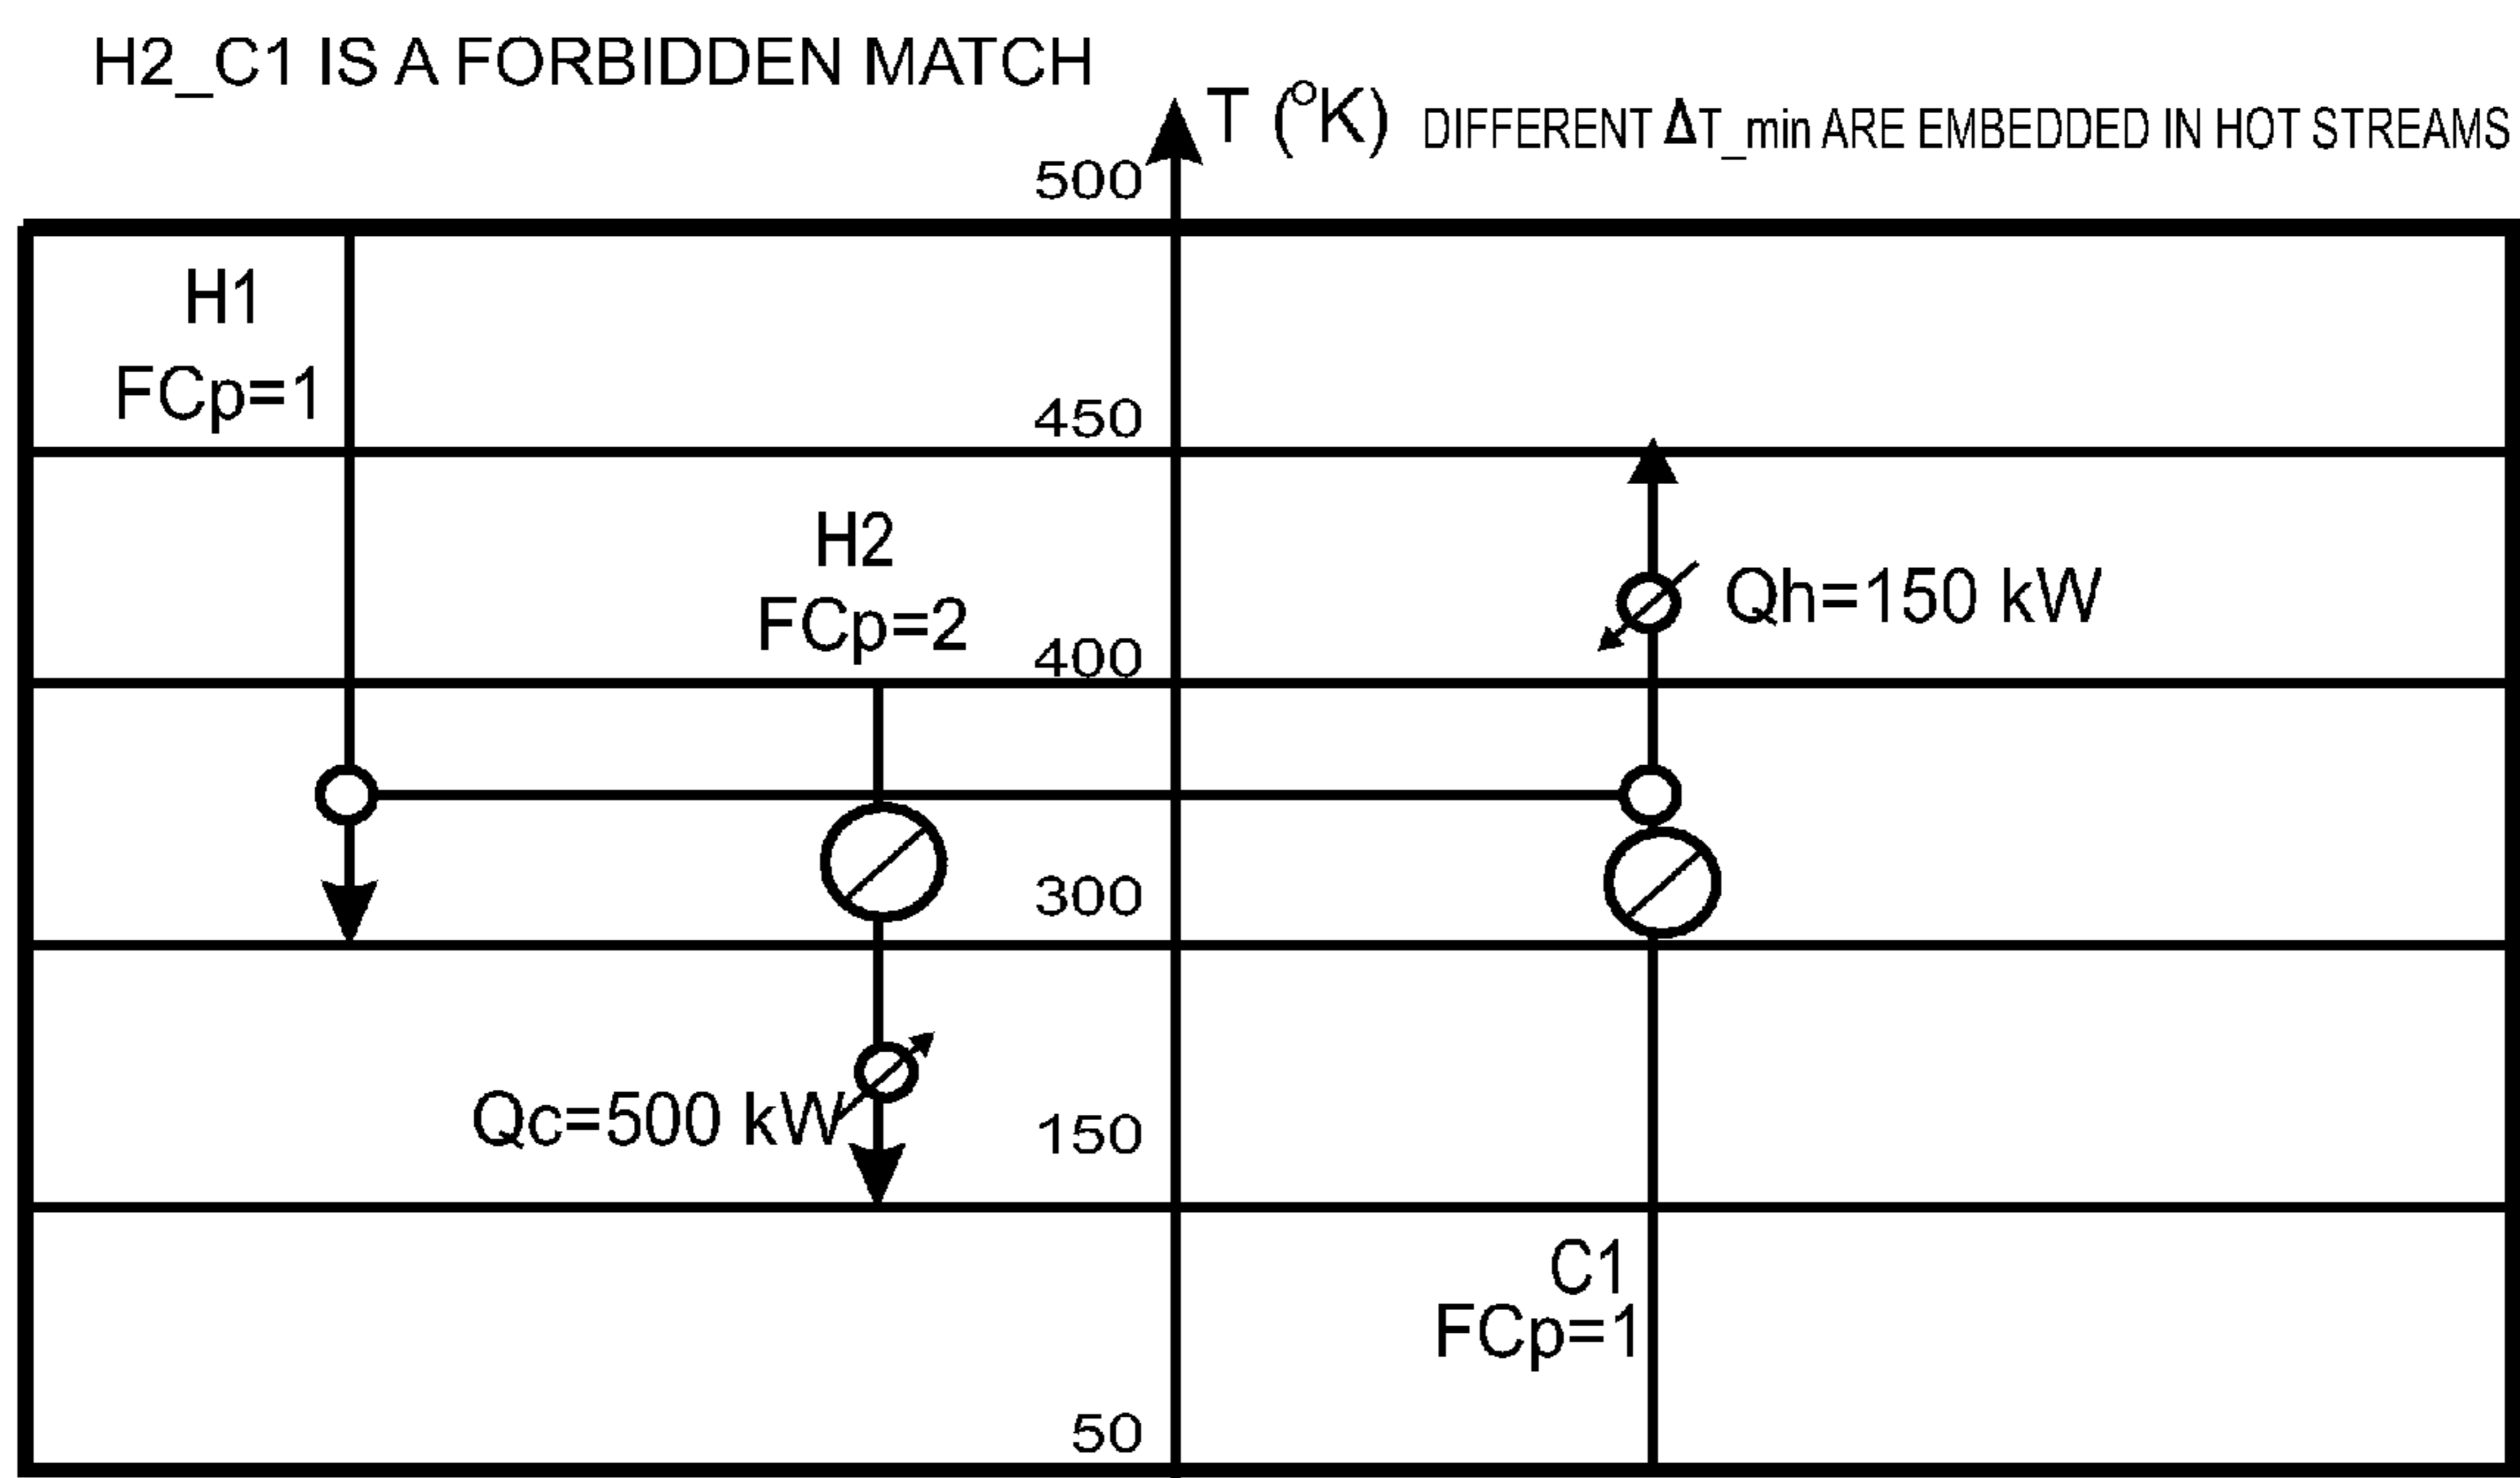 H2_C1 IS A FORBIDDEN MATCH
T (°K) DIFFERENT ΔT_min ARE EMBEDDED IN HOT STREAMS
500
H1
FCp=1
450
H2
FCp=2
Qh=150 kW
400
300
Qc=500 kW
150
C1
FCp=1
50